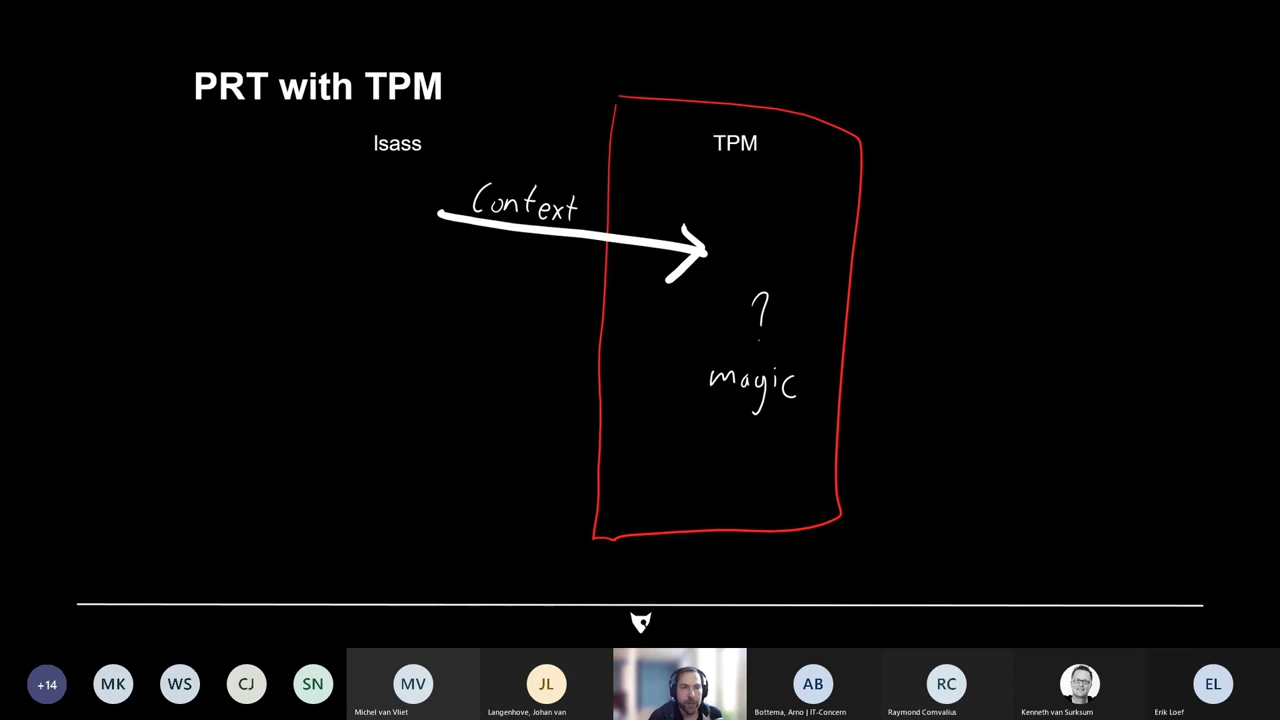 PRT with TPM
lsass
TPM
Context
?
magic
+14
MK
WS
CJ
SN
MV
Michel van Vliet
JL
Langenhove, Johan van
AB
Bottema, Arno | IT-Concern
RC
Raymond Comvalius
Kenneth van Surksum
EL
Erik Loef